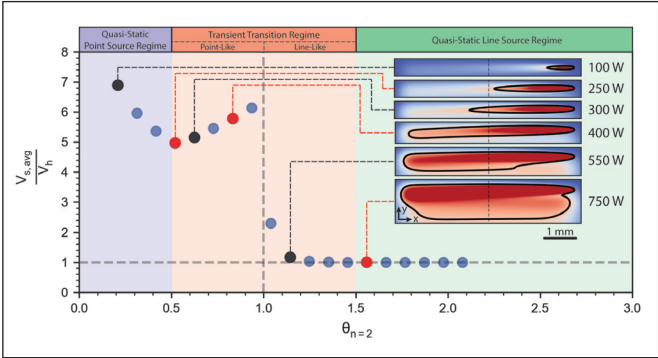 Quasi-Static
Point Source Regime
Transient Transition Regime
Point-Like
Line-Like
Quasi-Static Line Source Regime
8
7
6
5
4
3
2
1
0
V_s,avg
V_h
100 W
250 W
300 W
400 W
550 W
750 W
y
x
1 mm
0.0
0.5
1.0
1.5
2.0
2.5
3.0
θ_n=2